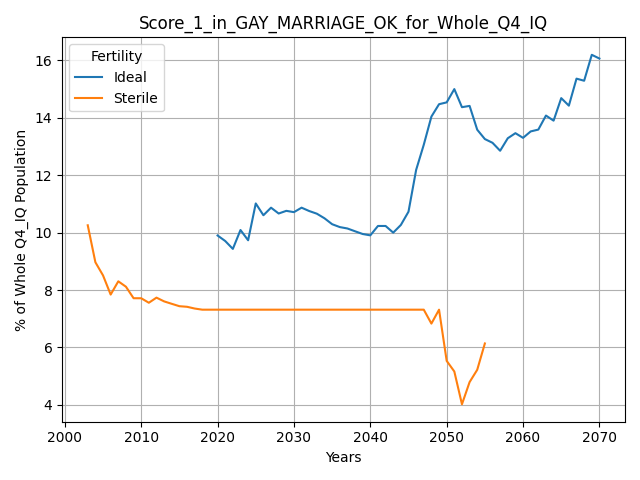 Score_1_in_GAY_MARRIAGE_OK_for_Whole_Q4_IQ
Fertility
Ideal
Sterile
% of Whole Q4_IQ Population
16
14
12
10
8
6
4
2000 2010 2020 2030 2040 2050 2060 2070
Years